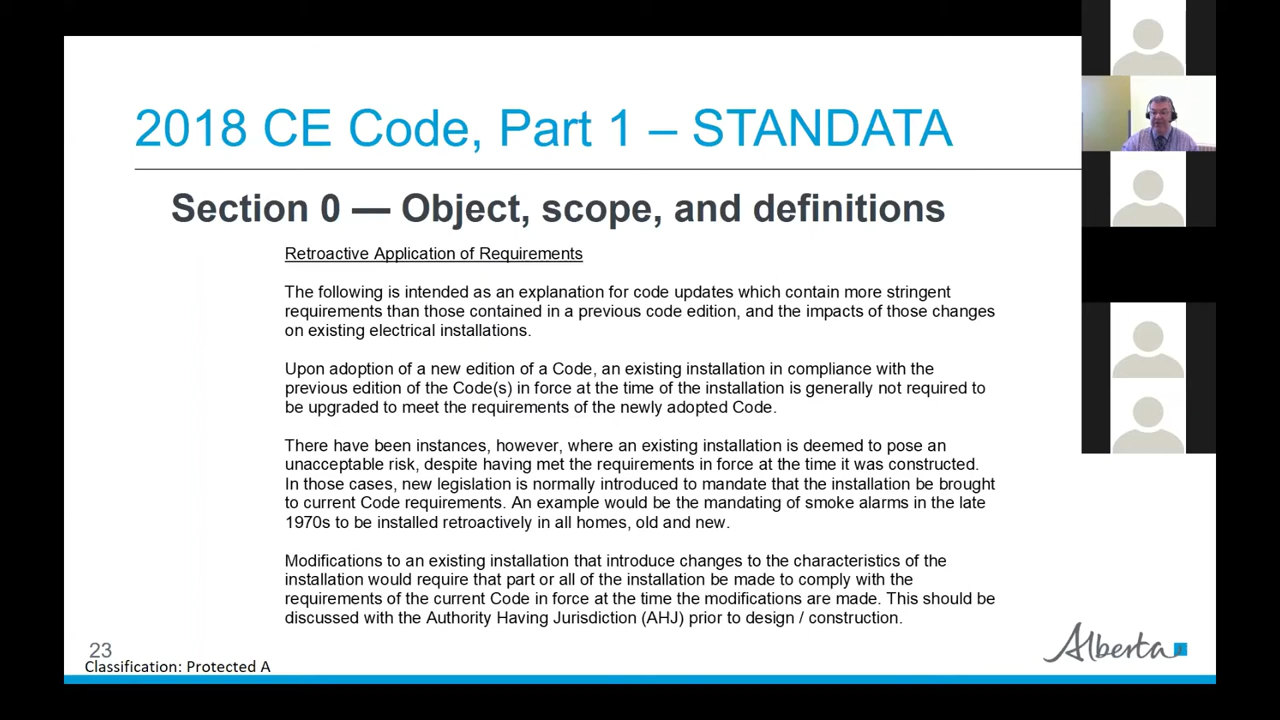 2018 CE Code, Part 1 – STANDATA
Section 0 — Object, scope, and definitions
Retroactive Application of Requirements
The following is intended as an explanation for code updates which contain more stringent
requirements than those contained in a previous code edition, and the impacts of those changes
on existing electrical installations.
Upon adoption of a new edition of a Code, an existing installation in compliance with the
previous edition of the Code(s) in force at the time of the installation is generally not required to
be upgraded to meet the requirements of the newly adopted Code.
There have been instances, however, where an existing installation is deemed to pose an
unacceptable risk, despite having met the requirements in force at the time it was constructed.
In those cases, new legislation is normally introduced to mandate that the installation be brought
to current Code requirements. An example would be the mandating of smoke alarms in the late
1970s to be installed retroactively in all homes, old and new.
Modifications to an existing installation that introduce changes to the characteristics of the
installation would require that part or all of the installation be made to comply with the
requirements of the current Code in force at the time the modifications are made. This should be
discussed with the Authority Having Jurisdiction (AHJ) prior to design / construction.
23
Classification: Protected A
Alberta